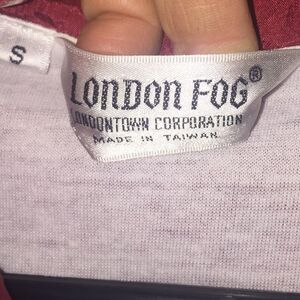 S
LONDON FOG®
LONDONTOWN CORPORATION
MADE IN TAIWAN